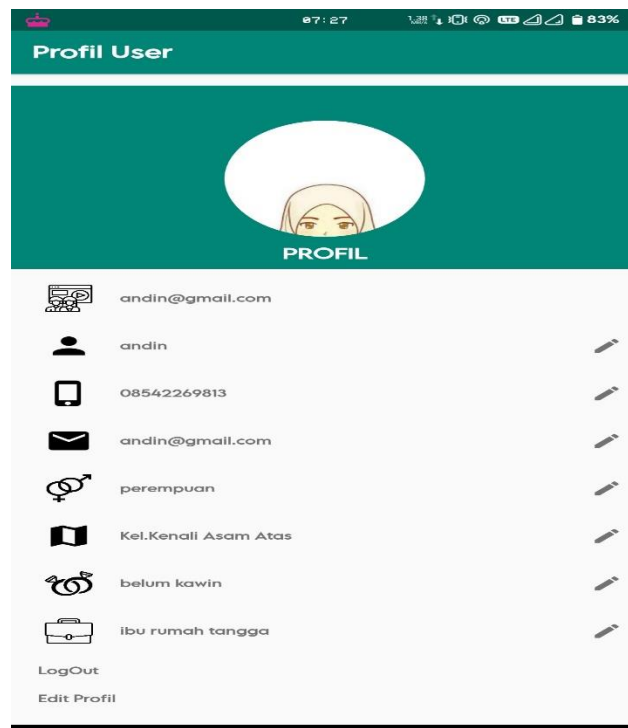 07:27
LTE 83%
Profil User
PROFIL
andin@gmail.com
andin
08542269813
andin@gmail.com
perempuan
Kel.Kenali Asam Atas
belum kawin
ibu rumah tangga
LogOut
Edit Profil